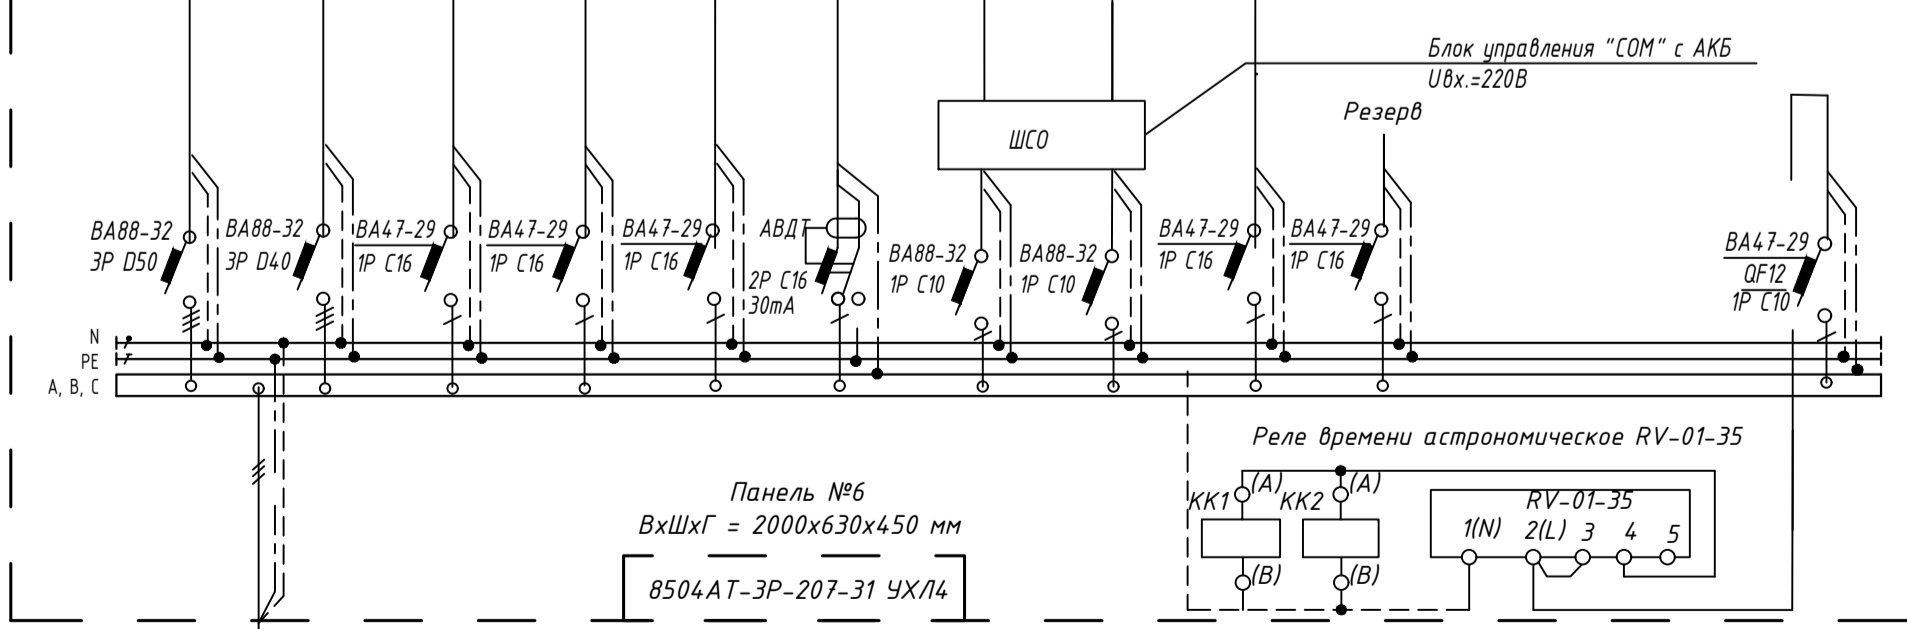 Блок управления "СОМ" с АКБ
Uвх.=220В
Резерв
ШСО
ВА88-32
3Р D50
ВА88-32
3Р D40
ВА47-29
1Р С16
ВА47-29
1Р С16
ВА47-29
1Р С16
АВДТ
2Р С16
30mA
ВА88-32
1Р С10
ВА88-32
1Р С10
ВА47-29
1Р С16
ВА47-29
1Р С16
ВА47-29
QF12
1Р С10
N
PE
A, B, C
Реле времени астрономическое RV-01-35
Панель №6
ВхШхГ = 2000х630х450 мм
8504АТ-3Р-207-31 УХЛ4
КК1
(А)
(В)
КК2
(А)
(В)
RV-01-35
1(N) 2(L) 3 4 5